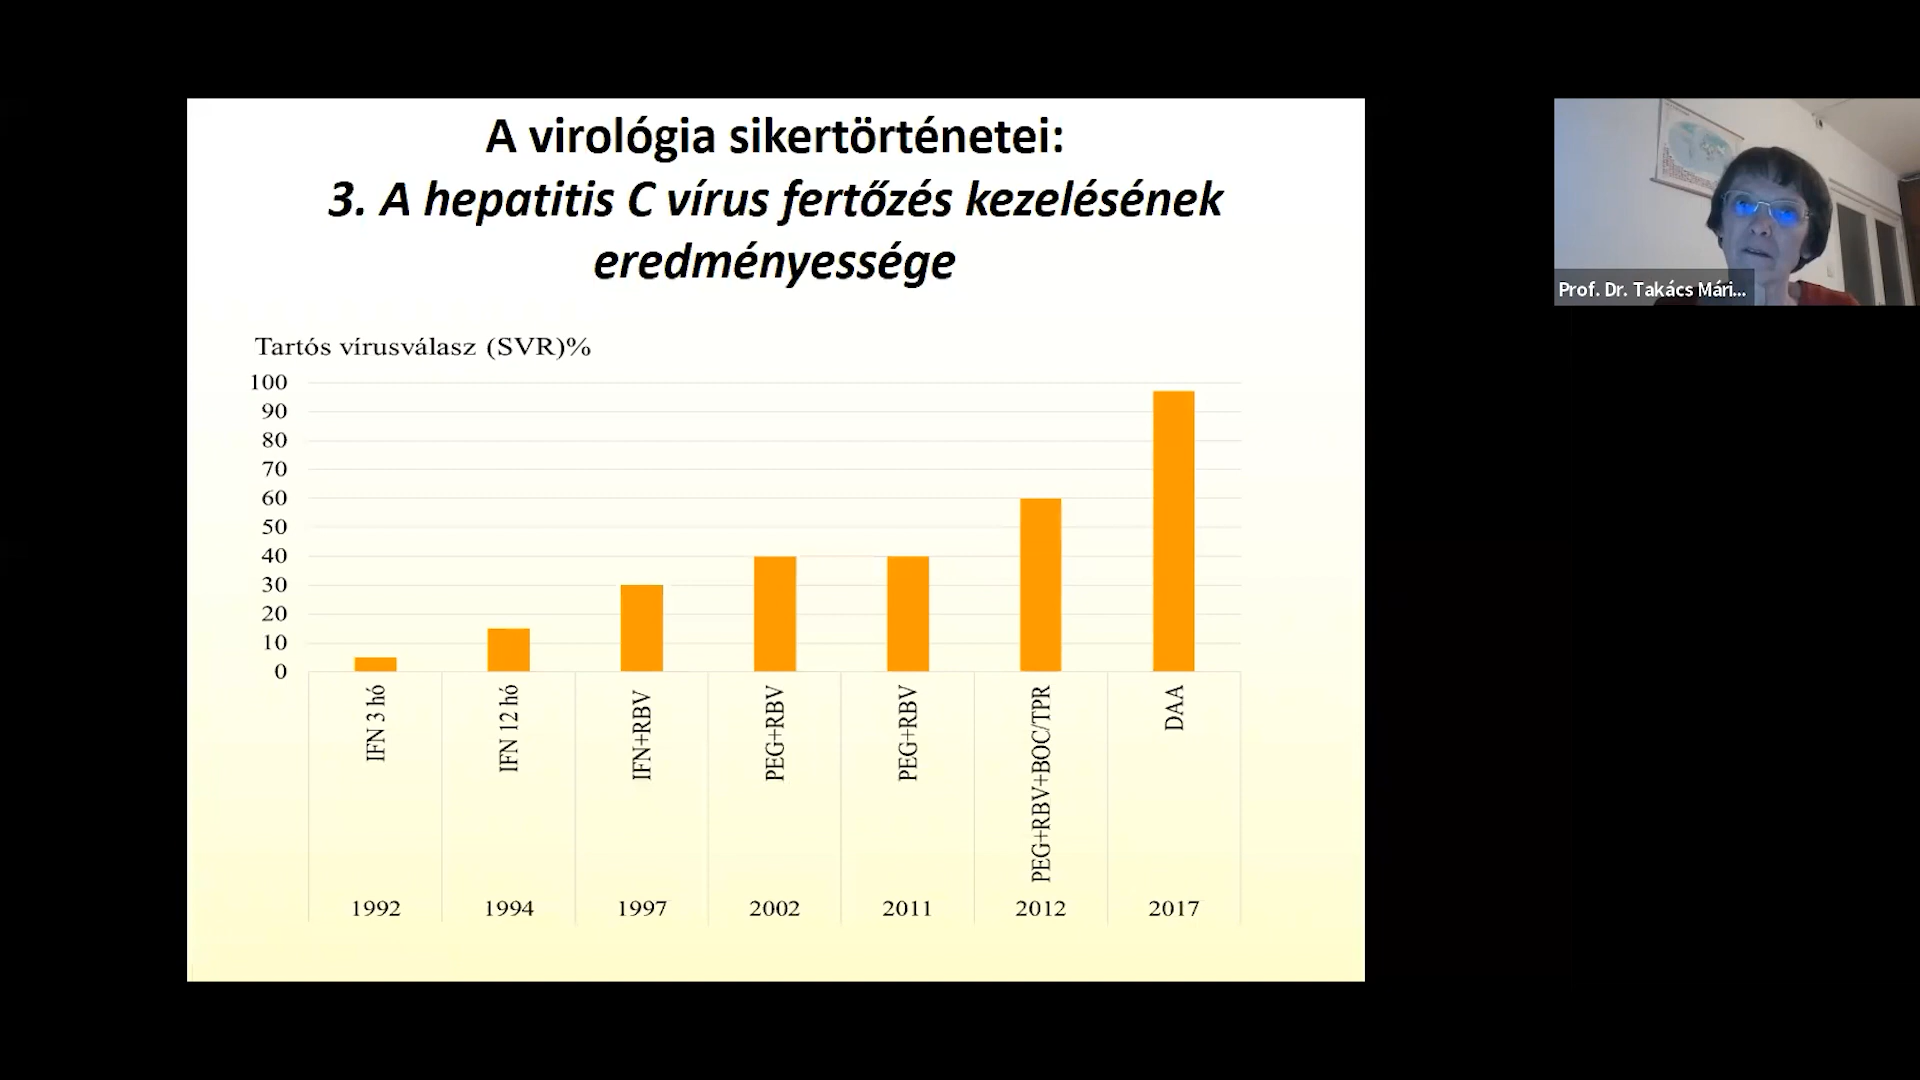 A virológia sikertörténetei:
3. A hepatitis C vírus fertőzés kezelésének
eredményessége
Prof. Dr. Takács Mári...
Tartós vírusválasz (SVR)%
100
90
80
70
60
50
40
30
20
10
0
IFN 3 hó
IFN 12 hó
IFN+RBV
PEG+RBV
PEG+RBV
PEG+RBV+BOC/TPR
DAA
1992
1994
1997
2002
2011
2012
2017